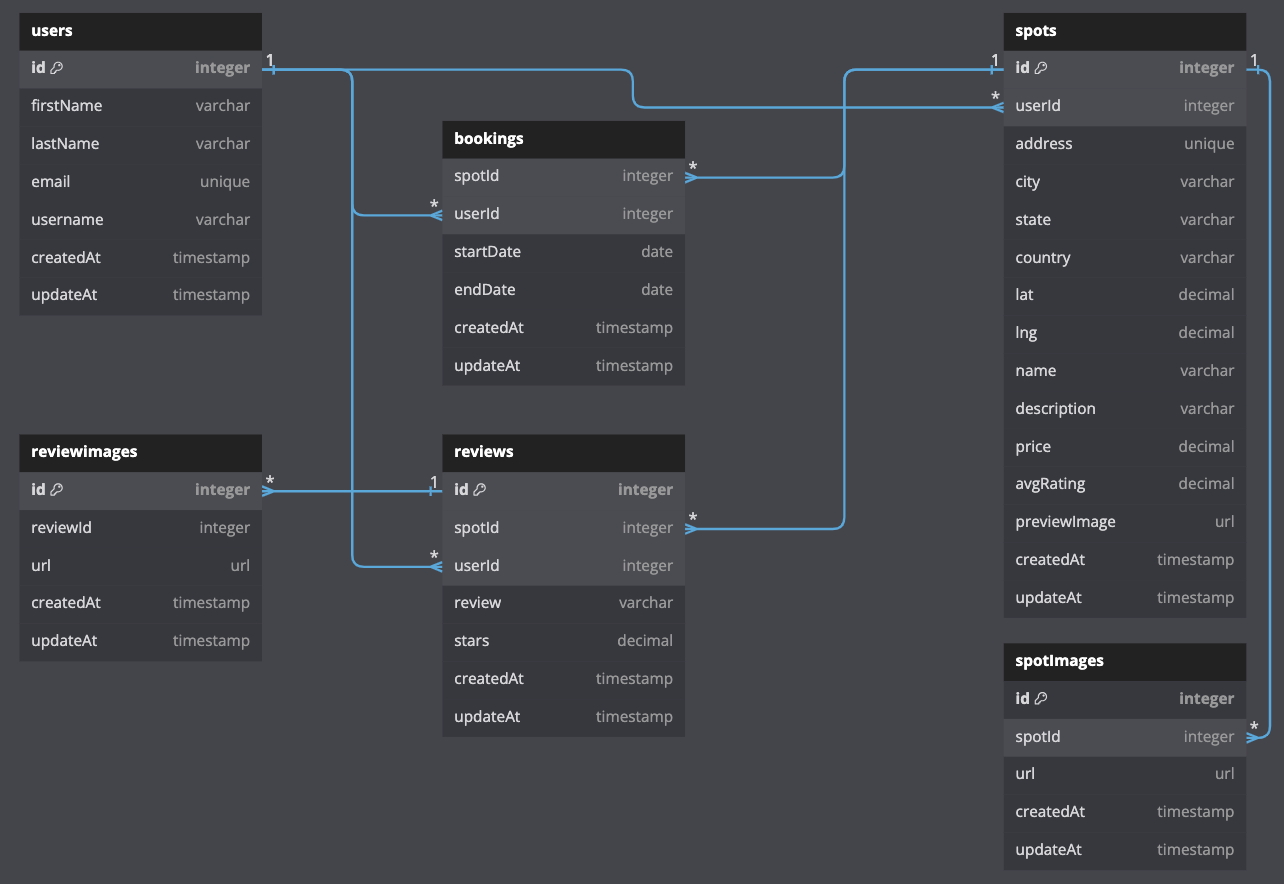 users
id integer
firstName varchar
lastName varchar
email unique
username varchar
createdAt timestamp
updateAt timestamp
1
bookings
spotId integer
userId integer
startDate date
endDate date
createdAt timestamp
updateAt timestamp
*
*
spots
id integer
userId integer
address unique
city varchar
state varchar
country varchar
lat decimal
lng decimal
name varchar
description varchar
price decimal
avgRating decimal
previewImage url
createdAt timestamp
updateAt timestamp
1
*
1
reviewimages
id integer
reviewId integer
url url
createdAt timestamp
updateAt timestamp
*
reviews
id integer
spotId integer
userId integer
review varchar
stars decimal
createdAt timestamp
updateAt timestamp
1
*
*
spotImages
id integer
spotId integer
url url
createdAt timestamp
updateAt timestamp
*